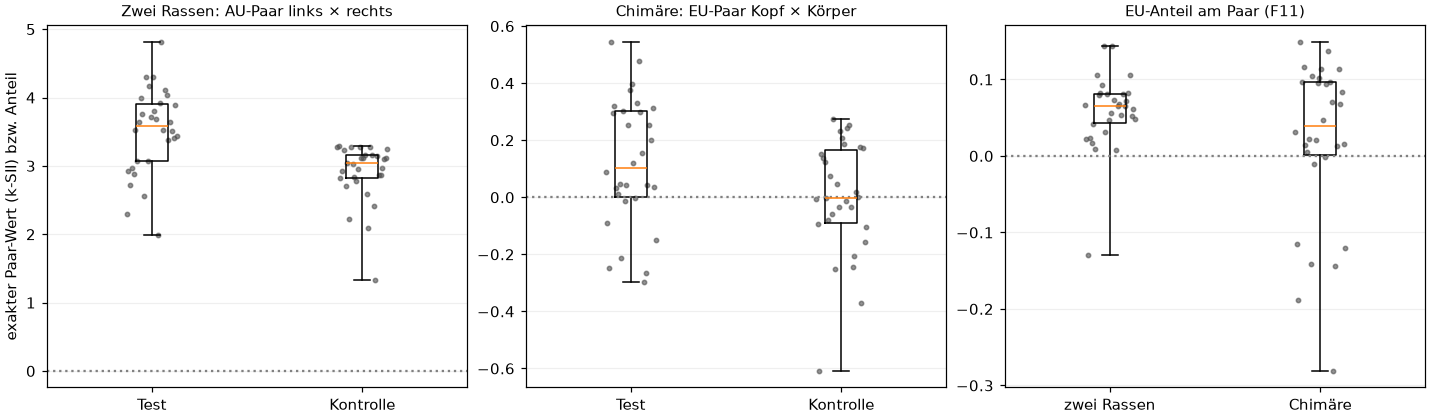 Zwei Rassen: AU-Paar links × rechts
exakter Paar-Wert (k-SII) bzw. Anteil
5
4
3
2
1
0
Test
Kontrolle
Chimäre: EU-Paar Kopf × Körper
0.6
0.4
0.2
0.0
−0.2
−0.4
−0.6
Test
Kontrolle
EU-Anteil am Paar (F11)
0.1
0.0
−0.1
−0.2
−0.3
zwei Rassen
Chimäre